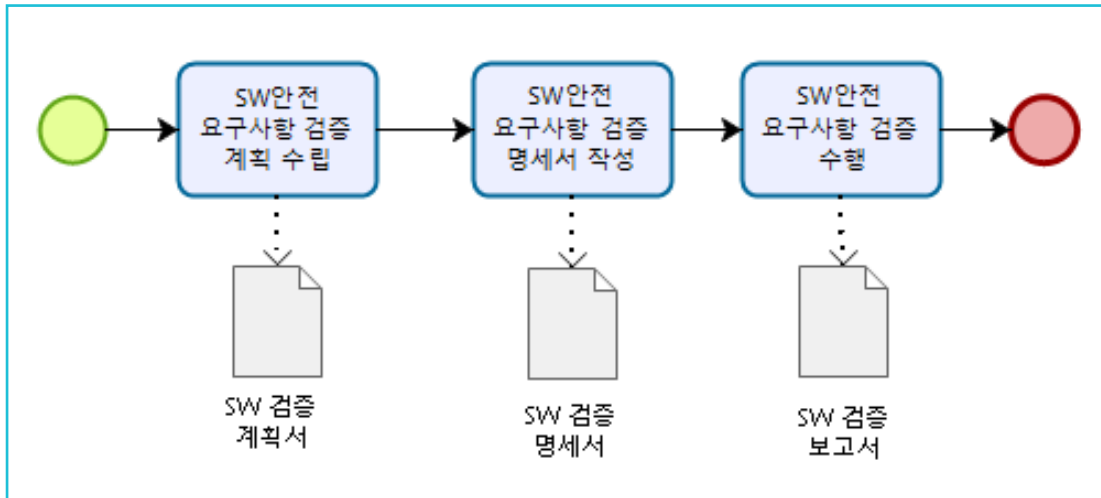 SW안전
요구사항 검증
계획 수립
SW안전
요구사항 검증
명세서 작성
SW안전
요구사항 검증
수행
SW 검증
계획서
SW 검증
명세서
SW 검증
보고서